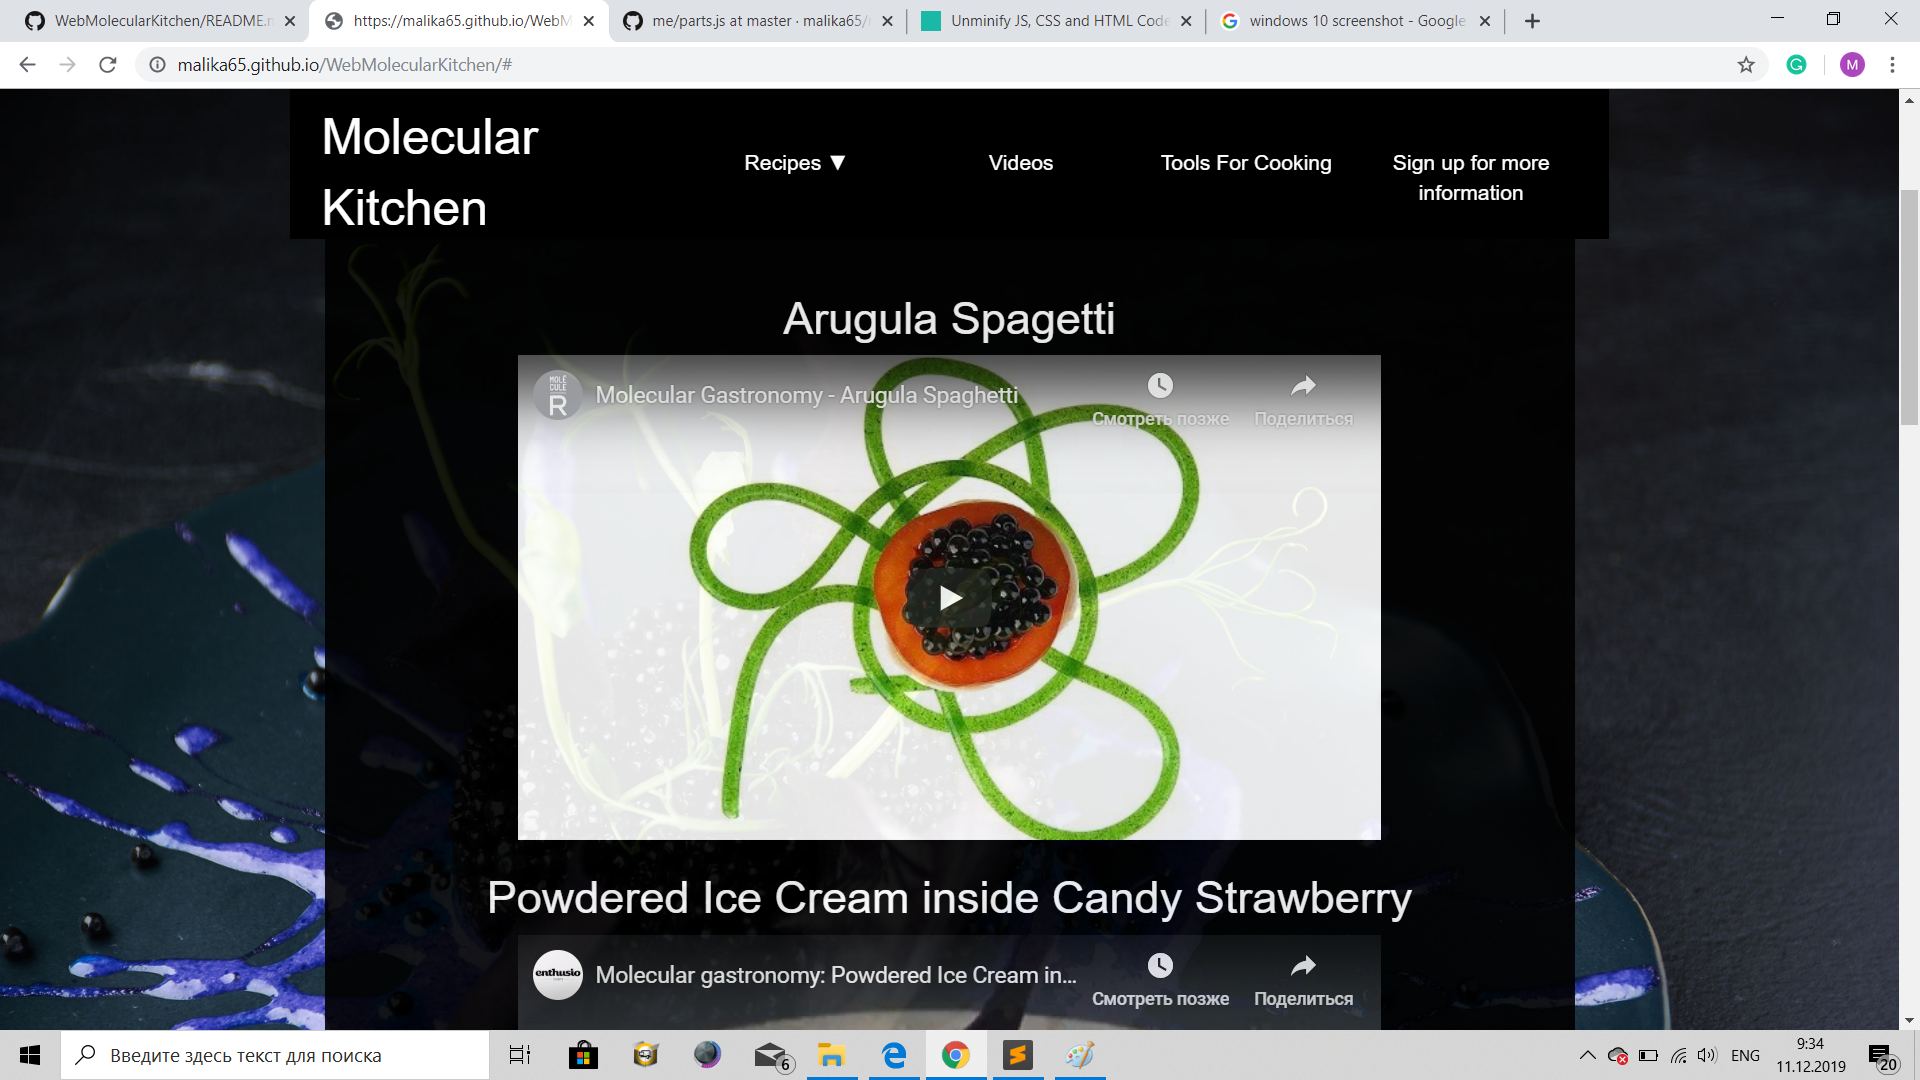 WebMolecularKitchen/README.m
https://malika65.github.io/WebM
me/parts.js at master · malika65/
Unminify JS, CSS and HTML Code
windows 10 screenshot - Google
malika65.github.io/WebMolecularKitchen/#
G
M
Molecular
Kitchen
Recipes ▼
Videos
Tools For Cooking
Sign up for more
information
Arugula Spagetti
MOLÉ
CULE
R
Molecular Gastronomy - Arugula Spaghetti
Смотреть позже
Поделиться
Powdered Ice Cream inside Candy Strawberry
enthusio
Molecular gastronomy: Powdered Ice Cream in...
Смотреть позже
Поделиться
Введите здесь текст для поиска
6
ENG
9:34
11.12.2019
20